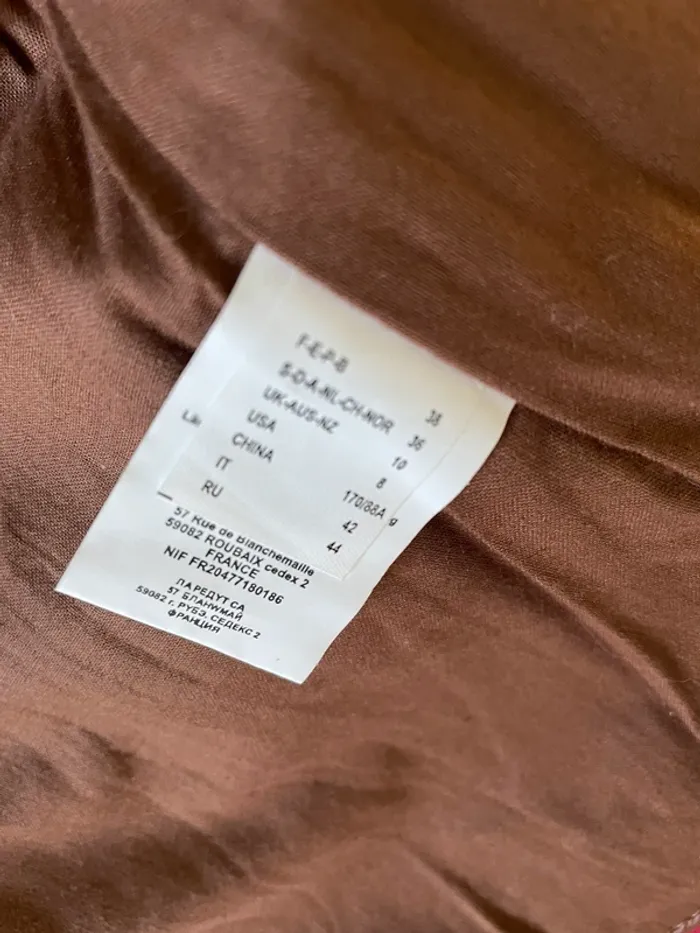 F-E-P-B 38
S-D-A-NL-CH-NOR 36
UK-AUS-NZ 10
USA 8
CHINA 170/88A
IT 42
RU 44
57 Rue de Blanchemaille
59082 ROUBAIX cedex 2
FRANCE
NIF FR20477180186
ЛА РЕДУТ СА
57, БЛАНШМАЙ
59082 г. РУБЭ, СЕДЕКС 2
ФРАНЦИЯ